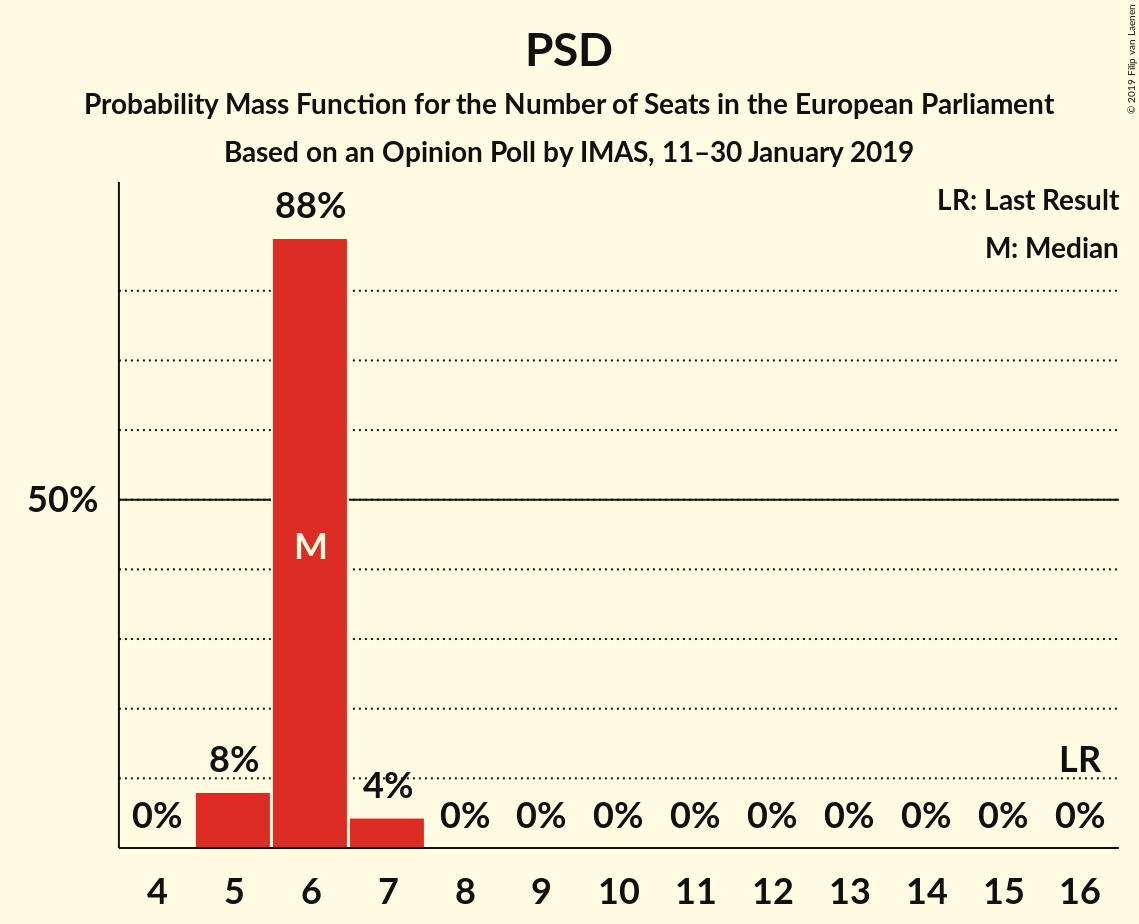 PSD
Probability Mass Function for the Number of Seats in the European Parliament
Based on an Opinion Poll by IMAS, 11–30 January 2019
© 2019 Filip van Laenen
LR: Last Result
M: Median
88%
50%
M
8%
4%
LR
0% 0% 0% 0% 0% 0% 0% 0% 0% 0%
4 5 6 7 8 9 10 11 12 13 14 15 16